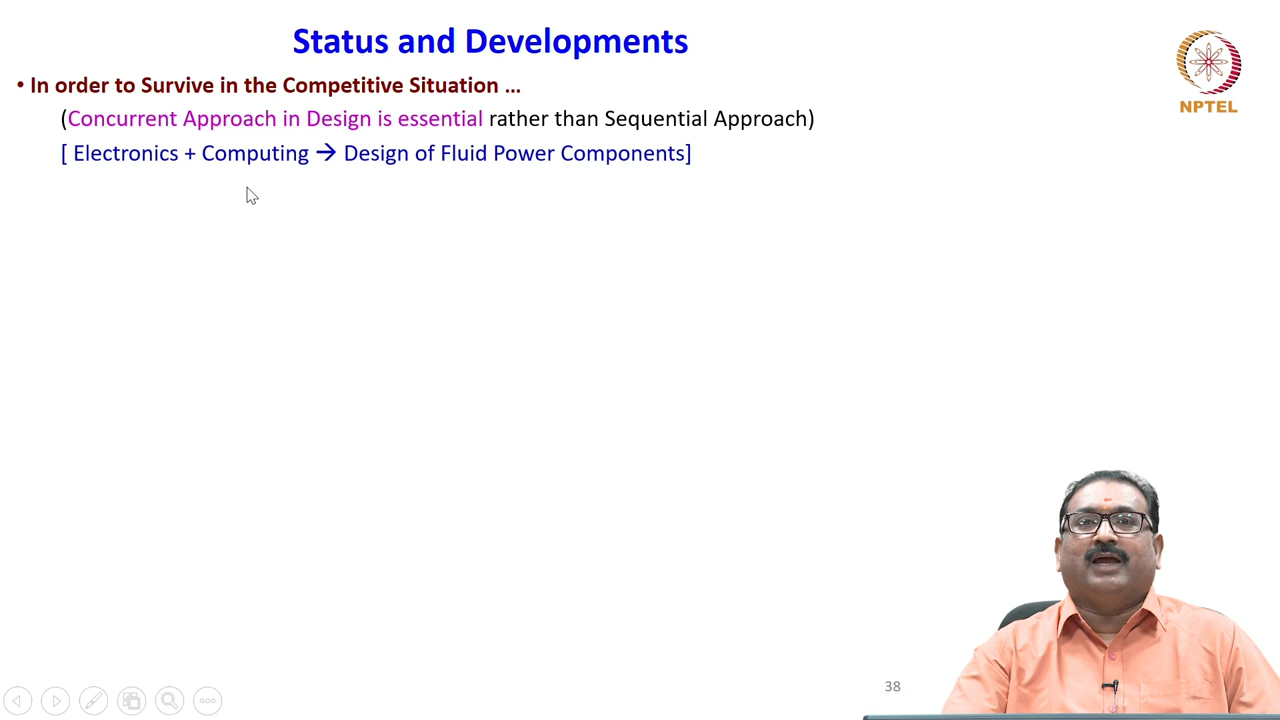 Status and Developments
• In order to Survive in the Competitive Situation ...
(Concurrent Approach in Design is essential rather than Sequential Approach)
[ Electronics + Computing → Design of Fluid Power Components]
NPTEL
38